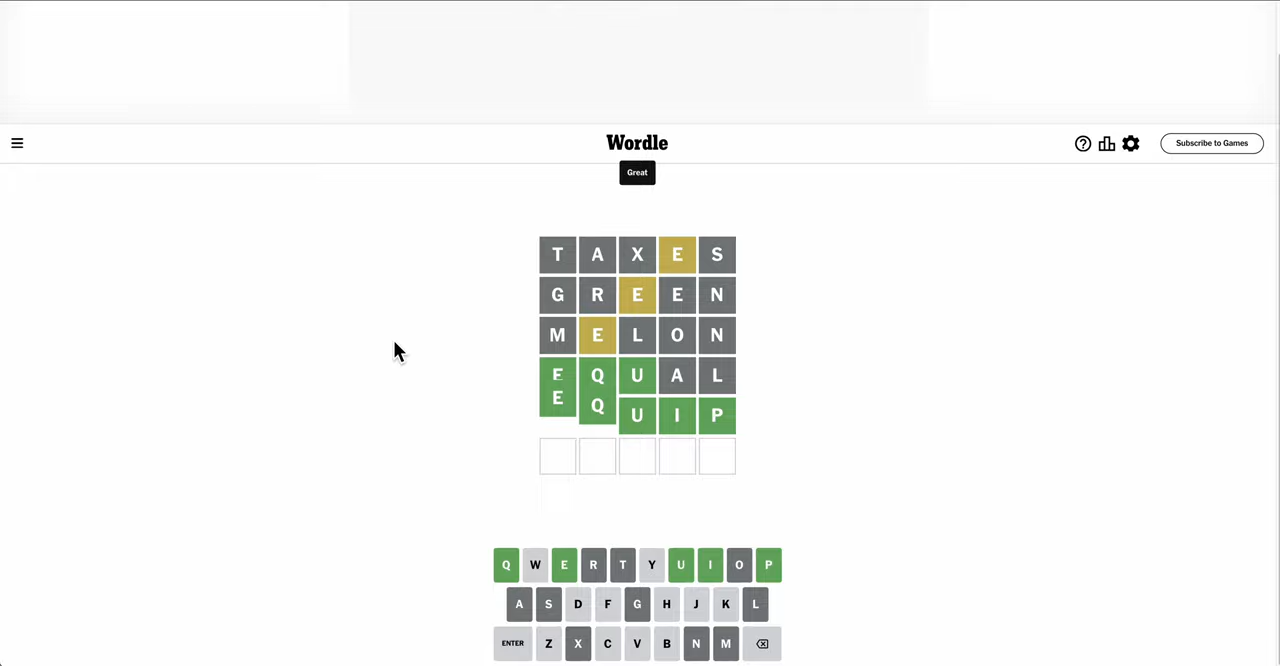 Wordle
Subscribe to Games
Great
T A X E S
G R E E N
M E L O N
E Q U A L
E Q U I P
Q W E R T Y U I O P
A S D F G H J K L
ENTER Z X C V B N M